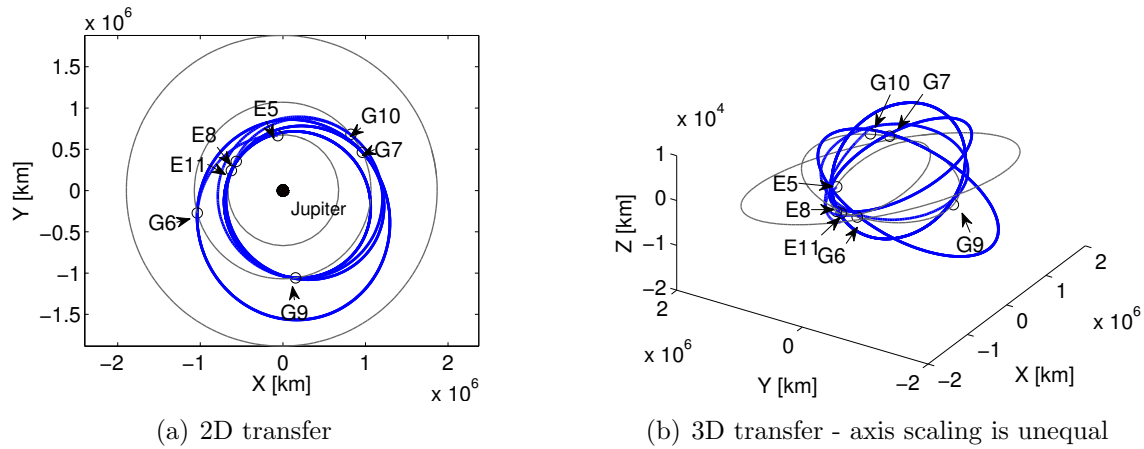 x 10⁶
1.5
1
0.5
0
−0.5
−1
−1.5
Y [km]
−2
−1
0
1
2
X [km]
x 10⁶
E5
G10
E8
G7
E11
Jupiter
G6
G9
(a) 2D transfer
x 10⁴
1
0
−1
−2
Z [km]
G10
G7
E5
E8
E11
G6
G9
2
0
−2
x 10⁶
Y [km]
−2
−1
0
1
2
x 10⁶
X [km]
(b) 3D transfer - axis scaling is unequal